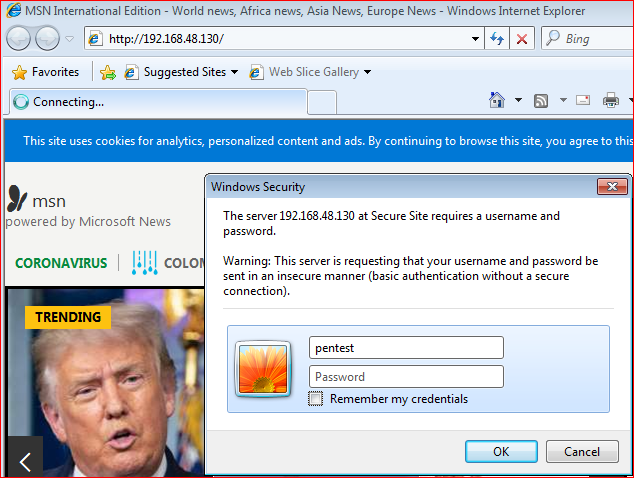 MSN International Edition - World news, Africa news, Asia News, Europe News - Windows Internet Explorer
http://192.168.48.130/
Bing
Favorites
Suggested Sites
Web Slice Gallery
Connecting...
This site uses cookies for analytics, personalized content and ads. By continuing to browse this site, you agree to this
msn
powered by Microsoft News
CORONAVIRUS
COLOM
TRENDING
Windows Security
The server 192.168.48.130 at Secure Site requires a username and
password.
Warning: This server is requesting that your username and password be
sent in an insecure manner (basic authentication without a secure
connection).
pentest
Password
Remember my credentials
OK
Cancel